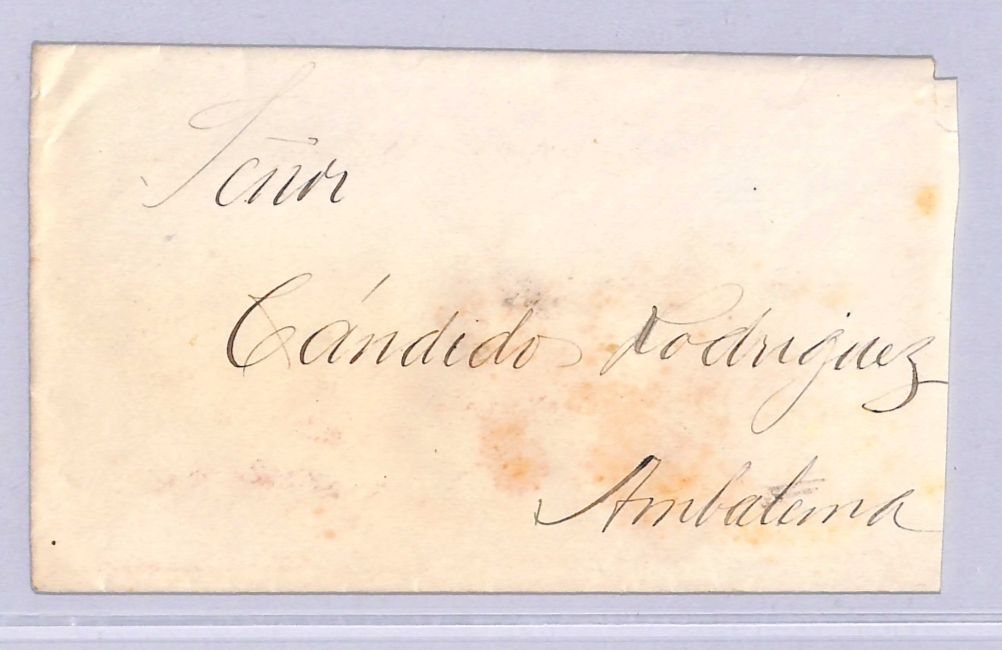 Señor
Cándido Rodriguez
Ambalema